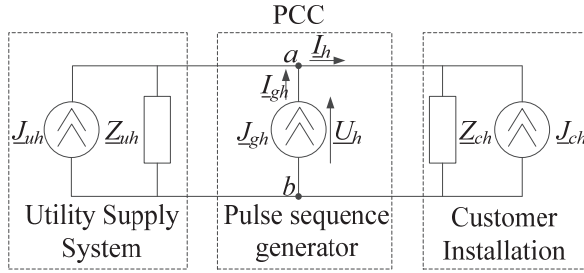 PCC
a
I_h
I_gh
J_uh
Z_uh
J_gh
U_h
Z_ch
J_ch
b
Utility Supply
System
Pulse sequence
generator
Customer
Installation